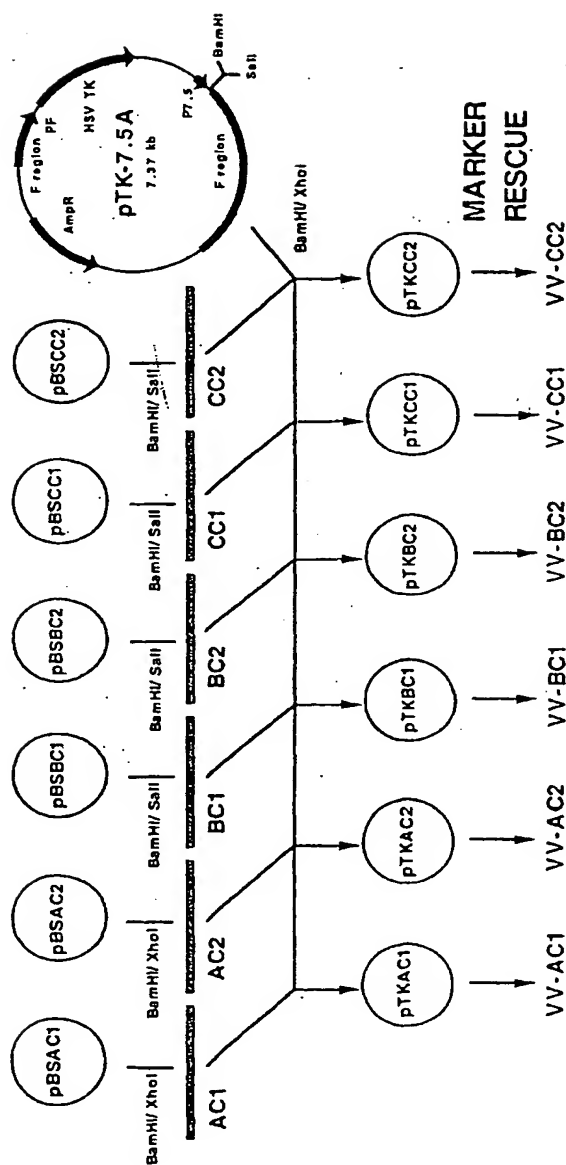 pBSAC1
pBSAC2
pBSBC1
pBSBC2
pBSCC1
pBSCC2
BamHI/ XhoI
BamHI/ XhoI
BamHI/ SalI
BamHI/ SalI
BamHI/ SalI
BamHI/ SalI
AC1
AC2
BC1
BC2
CC1
CC2
AmpR
F region
PF
HSV TK
pTK-7.5A
7.37 kb
P7.5
BamHI
SalI
F region
BamHI/ XhoI
pTKAC1
pTKAC2
pTKBC1
pTKBC2
pTKCC1
pTKCC2
MARKER
RESCUE
VV-AC1
VV-AC2
VV-BC1
VV-BC2
VV-CC1
VV-CC2